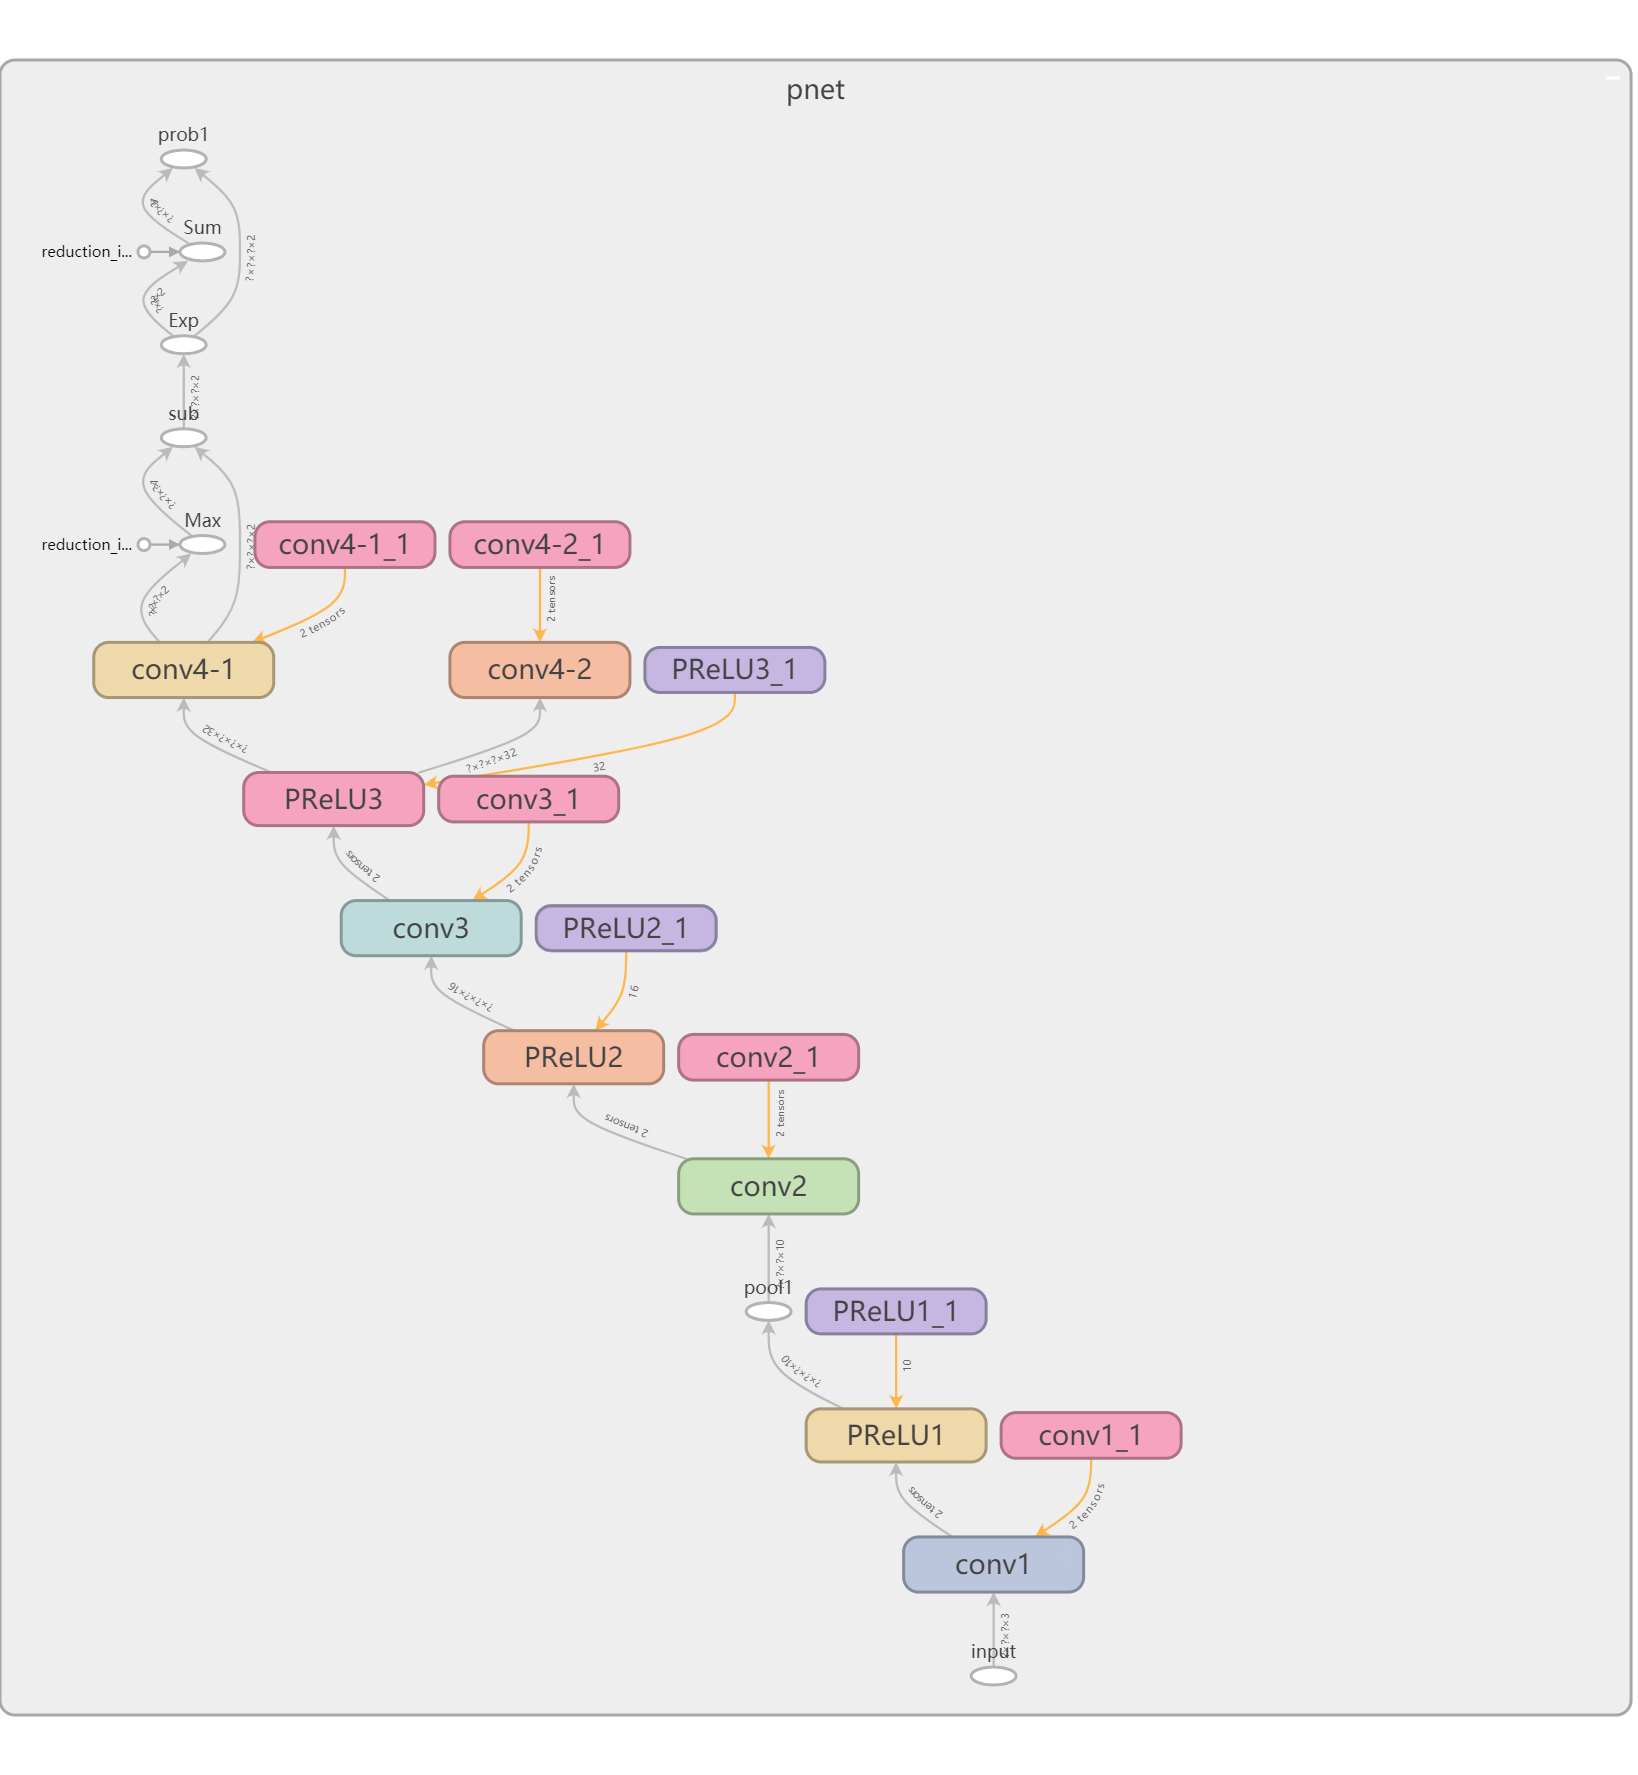 pnet
prob1
?×?×2
Sum
reduction_i...
?×?×?×2
Exp
?×?×2
sub
Max
reduction_i...
?×?×?×2
conv4-1_1
conv4-2_1
2 tensors
2 tensors
conv4-1
conv4-2
PReLU3_1
?×?×?×32
?×?×?×32
32
PReLU3
conv3_1
2 tensors
2 tensors
conv3
PReLU2_1
?×?×?×16
16
PReLU2
conv2_1
2 tensors
2 tensors
conv2
?×?×10
pool1
PReLU1_1
?×?×?×10
10
PReLU1
conv1_1
2 tensors
2 tensors
conv1
?×?×3
input